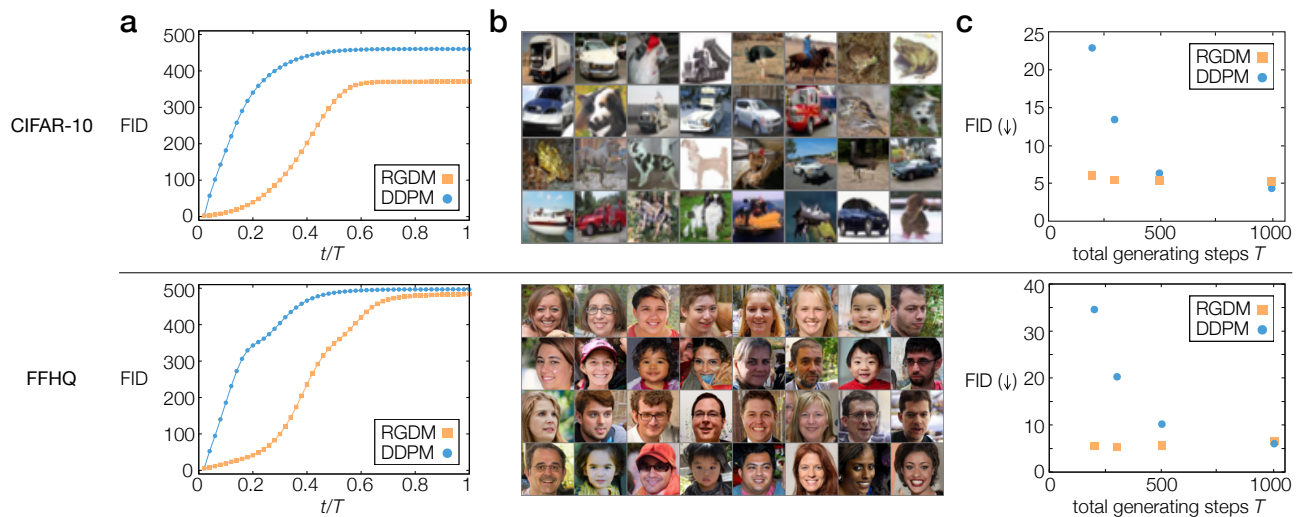 a
b
c
CIFAR-10
FID
500
400
300
200
100
0
RGDM
DDPM
0
0.2
0.4
0.6
0.8
1
t/T
FID (↓)
25
20
15
10
5
0
RGDM
DDPM
0
500
1000
total generating steps T
FFHQ
FID
500
400
300
200
100
0
RGDM
DDPM
0
0.2
0.4
0.6
0.8
1
t/T
FID (↓)
40
30
20
10
0
RGDM
DDPM
0
500
1000
total generating steps T